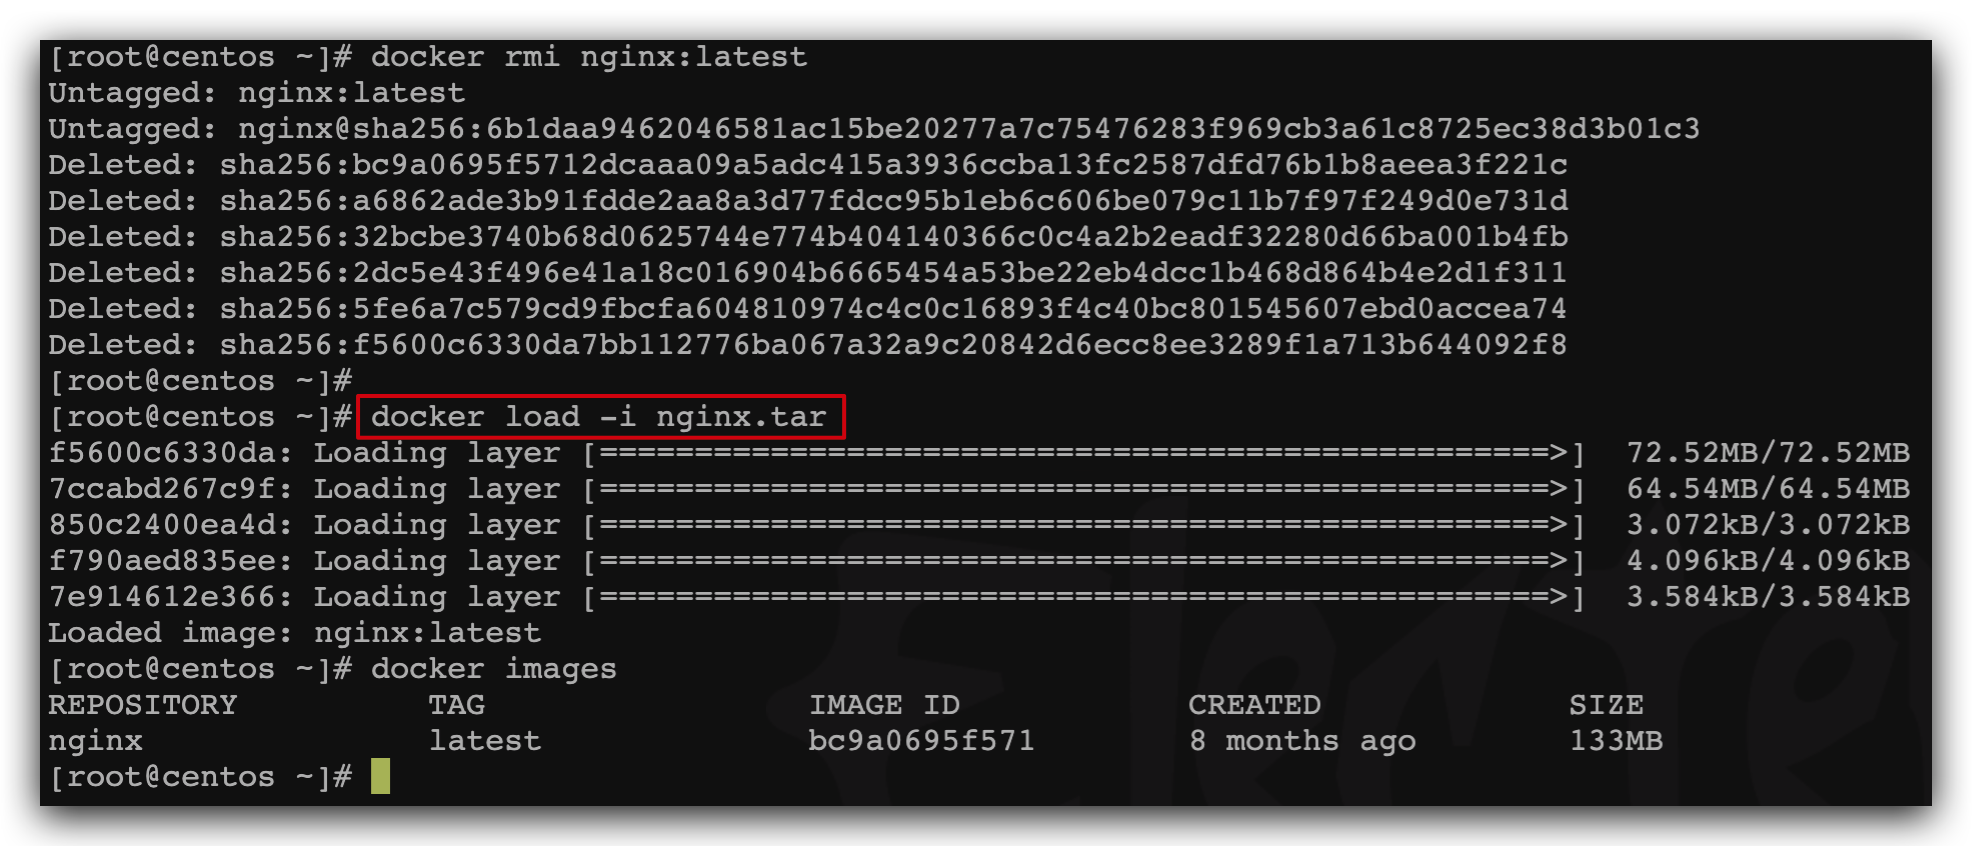 [root@centos ~]# docker rmi nginx:latest
Untagged: nginx:latest
Untagged: nginx@sha256:6b1daa9462046581ac15be20277a7c75476283f969cb3a61c8725ec38d3b01c3
Deleted: sha256:bc9a0695f5712dcaaa09a5adc415a3936ccba13fc2587dfd76b1b8aeea3f221c
Deleted: sha256:a6862ade3b91fdde2aa8a3d77fdcc95b1eb6c606be079c11b7f97f249d0e731d
Deleted: sha256:32bcbe3740b68d0625744e774b404140366c0c4a2b2eadf32280d66ba001b4fb
Deleted: sha256:2dc5e43f496e41a18c016904b6665454a53be22eb4dcc1b468d864b4e2d1f311
Deleted: sha256:5fe6a7c579cd9fbcfa604810974c4c0c16893f4c40bc801545607ebd0accea74
Deleted: sha256:f5600c6330da7bb112776ba067a32a9c20842d6ecc8ee3289f1a713b644092f8
[root@centos ~]#
[root@centos ~]# docker load -i nginx.tar
f5600c6330da: Loading layer [==================================================>]  72.52MB/72.52MB
7ccabd267c9f: Loading layer [==================================================>]  64.54MB/64.54MB
850c2400ea4d: Loading layer [==================================================>]  3.072kB/3.072kB
f790aed835ee: Loading layer [==================================================>]  4.096kB/4.096kB
7e914612e366: Loading layer [==================================================>]  3.584kB/3.584kB
Loaded image: nginx:latest
[root@centos ~]# docker images
REPOSITORY          TAG                 IMAGE ID            CREATED             SIZE
nginx               latest              bc9a0695f571        8 months ago        133MB
[root@centos ~]#